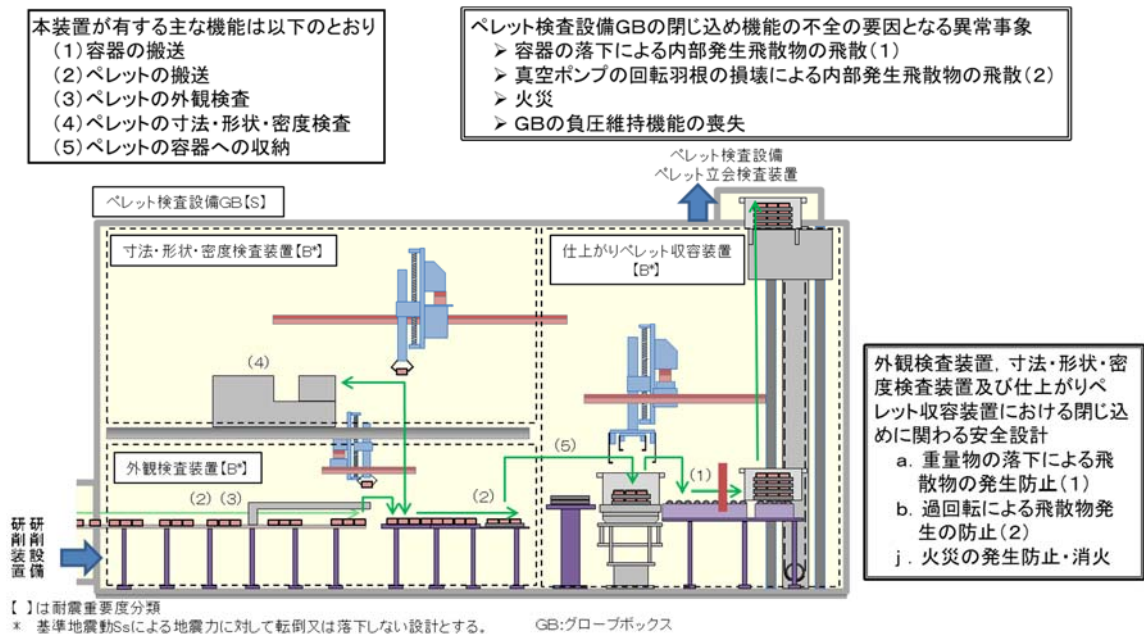 本装置が有する主な機能は以下のとおり
(1)容器の搬送
(2)ペレットの搬送
(3)ペレットの外観検査
(4)ペレットの寸法・形状・密度検査
(5)ペレットの容器への収納
ペレット検査設備GBの閉じ込め機能の不全の要因となる異常事象
➢ 容器の落下による内部発生飛散物の飛散(1)
➢ 真空ポンプの回転羽根の損壊による内部発生飛散物の飛散(2)
➢ 火災
➢ GBの負圧維持機能の喪失
ペレット検査設備
ペレット立会検査装置
ペレット検査設備GB【S】
寸法・形状・密度検査装置【B*】
仕上がりペレット収容装置
【B*】
(4)
外観検査装置【B*】
(2)(3)
(2)
(5)
(1)
研削設備
研削装置
外観検査装置,寸法・形状・密
度検査装置及び仕上がりペ
レット収容装置における閉じ込
めに関わる安全設計
a. 重量物の落下による飛
散物の発生防止(1)
b. 過回転による飛散物発
生の防止(2)
j. 火災の発生防止・消火
【 】は耐震重要度分類
* 基準地震動Ssによる地震力に対して転倒又は落下しない設計とする。
GB:グローブボックス